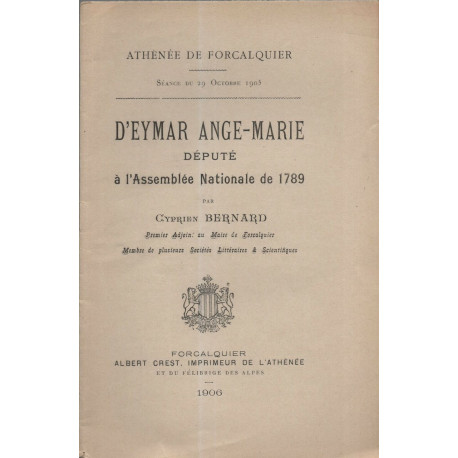 ATHÉNÉE DE FORCALQUIER
SÉANCE DU 29 OCTOBRE 1905
D'EYMAR ANGE-MARIE
DÉPUTÉ
à l'Assemblée Nationale de 1789
PAR
CYPRIEN BERNARD
Premier Adjoint au Maire de Forcalquier
Membre de plusieurs Sociétés Littéraires & Scientifiques
FORCALQUIER
ALBERT CREST, IMPRIMEUR DE L'ATHÉNÉE
ET DU FÉLIBRIGE DES ALPES
1906